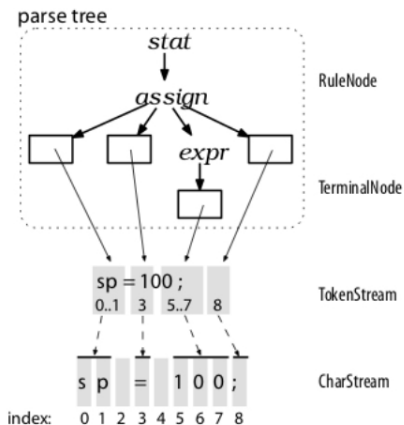 parse tree
stat
RuleNode
assign
expr
TerminalNode
sp = 100 ;
TokenStream
0..1 3 5..7 8
s p = 1 0 0 ;
CharStream
index: 0 1 2 3 4 5 6 7 8